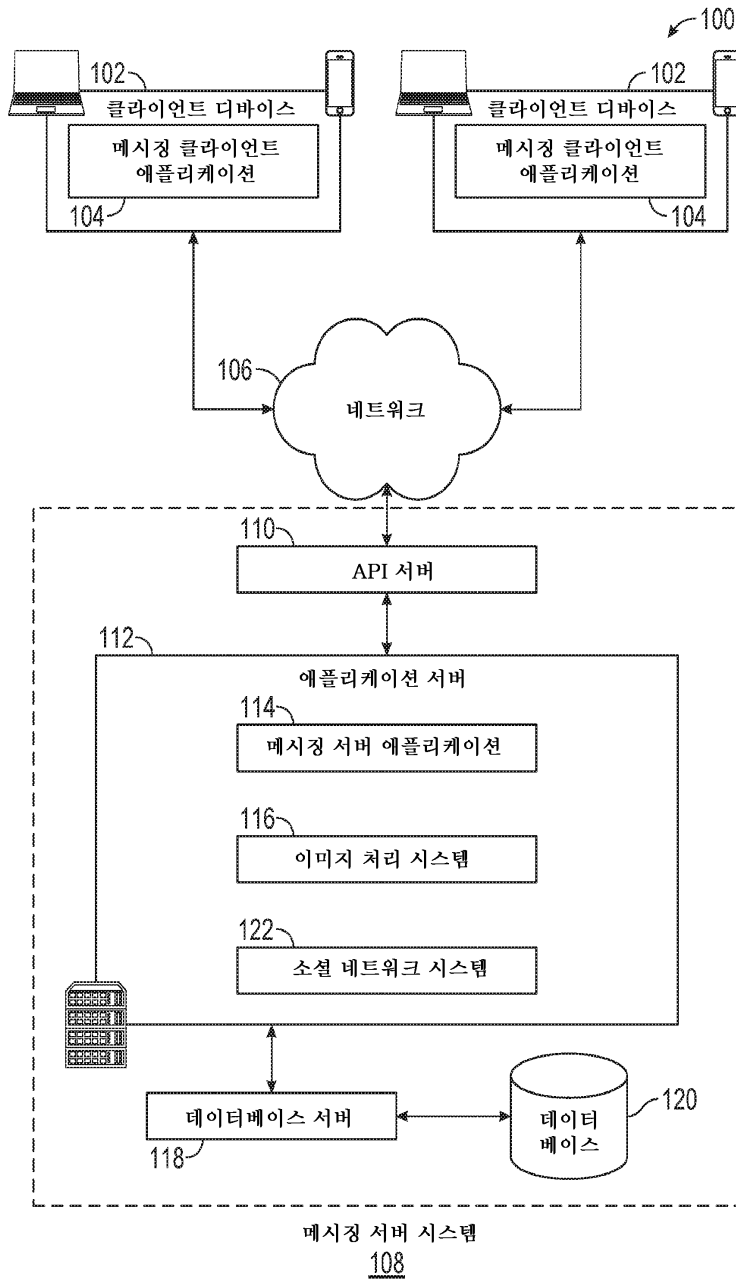 100
102
클라이언트 디바이스
메시징 클라이언트
애플리케이션
104
102
클라이언트 디바이스
메시징 클라이언트
애플리케이션
104
106
네트워크
110
API 서버
112
애플리케이션 서버
114
메시징 서버 애플리케이션
116
이미지 처리 시스템
122
소셜 네트워크 시스템
데이터베이스 서버
118
데이터
베이스
120
메시징 서버 시스템
108